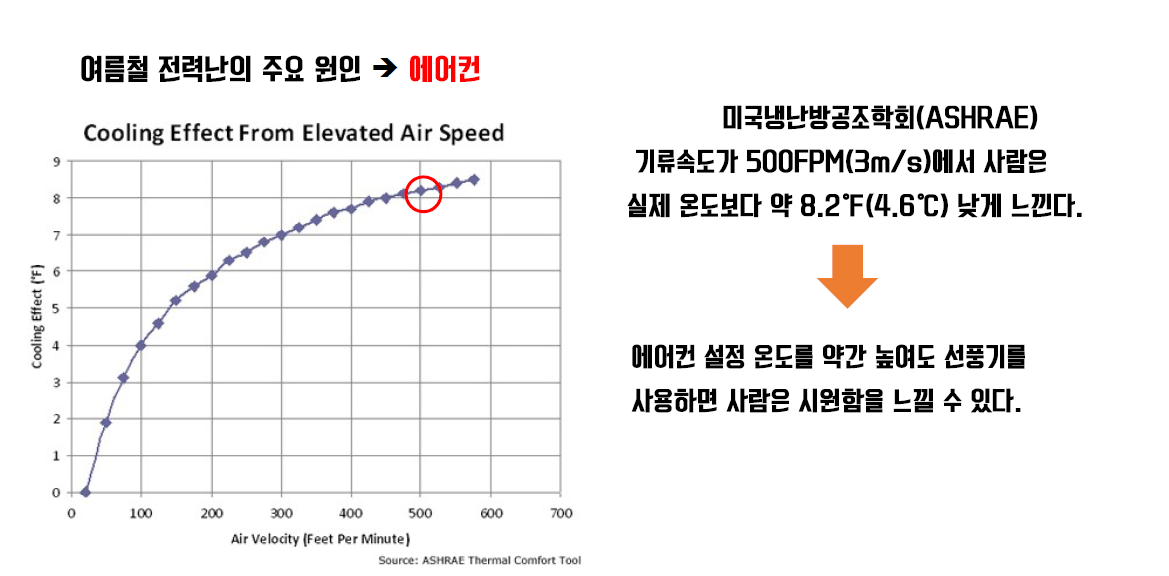 여름철 전력난의 주요 원인 → 에어컨
Cooling Effect From Elevated Air Speed
9
8
7
6
5
4
3
2
1
0
Cooling Effect (°F)
0 100 200 300 400 500 600 700
Air Velocity (Feet Per Minute)
Source: ASHRAE Thermal Comfort Tool
미국냉난방공조학회(ASHRAE)
기류속도가 500FPM(3m/s)에서 사람은
실제 온도보다 약 8.2°F(4.6℃) 낮게 느낀다.
에어컨 설정 온도를 약간 높여도 선풍기를
사용하면 사람은 시원함을 느낄 수 있다.